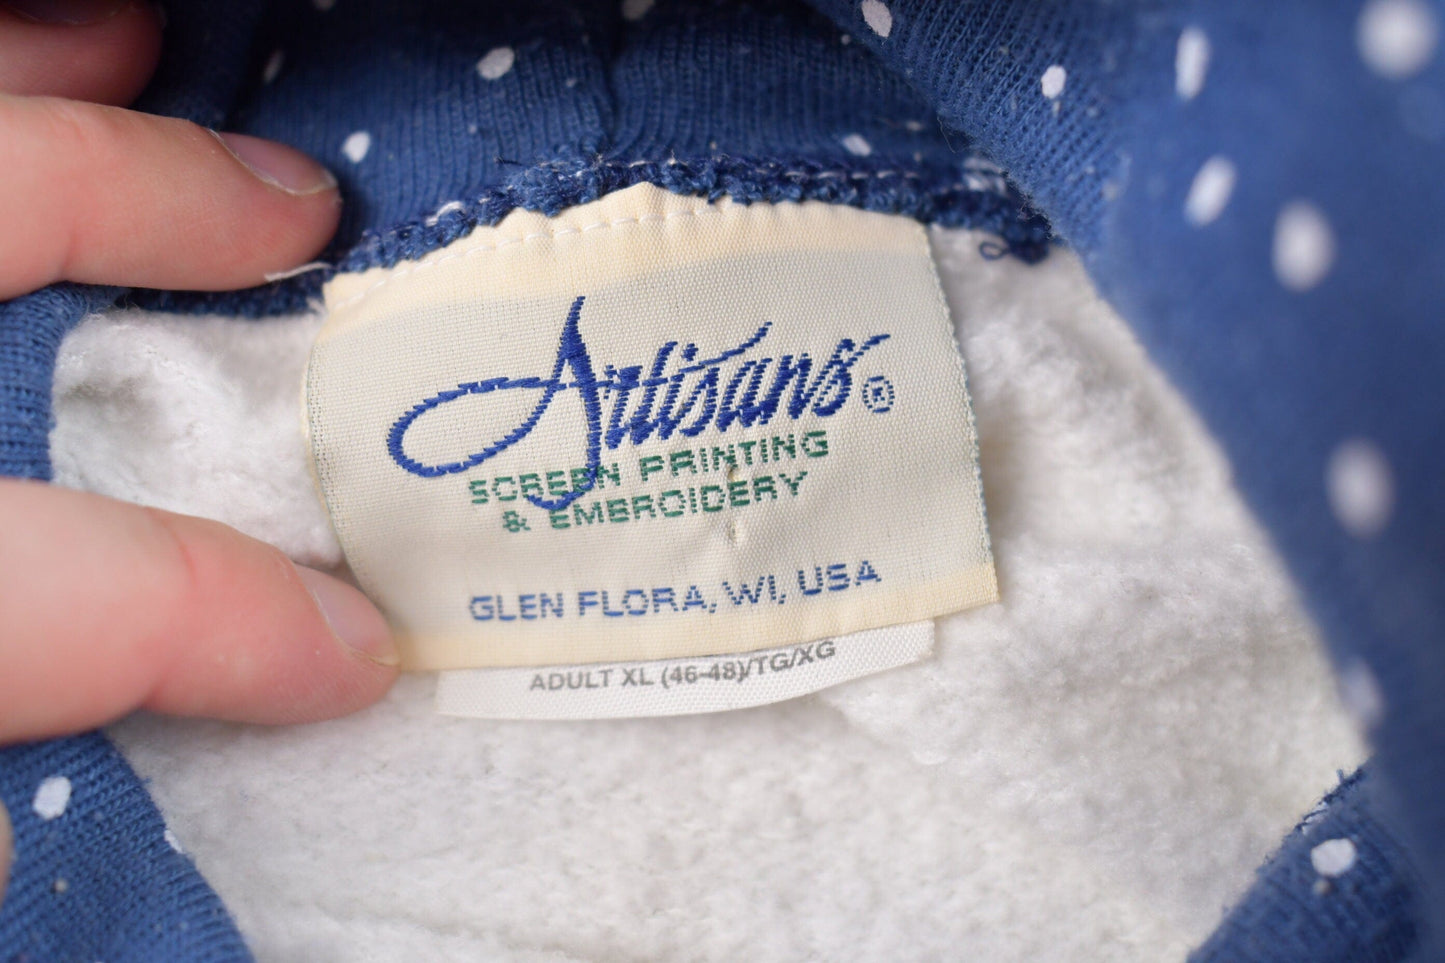 Artisans®
SCREEN PRINTING
& EMBROIDERY
GLEN FLORA, WI, USA
ADULT XL (46-48)/TG/XG